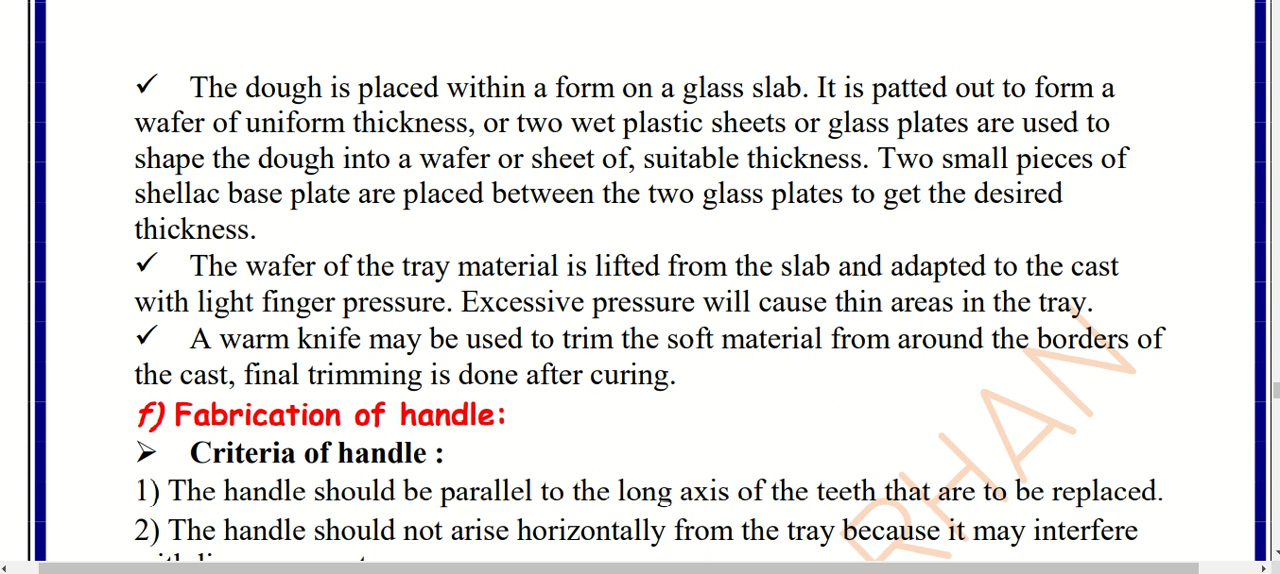 ✓ The dough is placed within a form on a glass slab. It is patted out to form a
wafer of uniform thickness, or two wet plastic sheets or glass plates are used to
shape the dough into a wafer or sheet of, suitable thickness. Two small pieces of
shellac base plate are placed between the two glass plates to get the desired
thickness.
✓ The wafer of the tray material is lifted from the slab and adapted to the cast
with light finger pressure. Excessive pressure will cause thin areas in the tray.
✓ A warm knife may be used to trim the soft material from around the borders of
the cast, final trimming is done after curing.
f) Fabrication of handle:
➢ Criteria of handle :
1) The handle should be parallel to the long axis of the teeth that are to be replaced.
2) The handle should not arise horizontally from the tray because it may interfere
RHAN